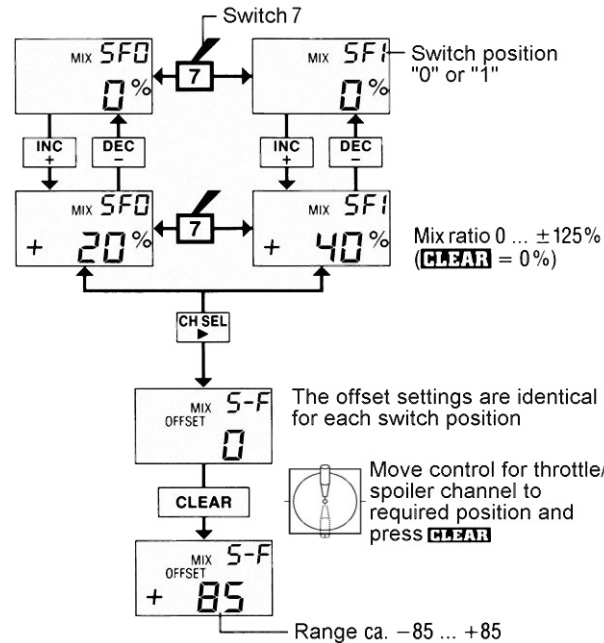 Switch 7
MIX SF0
0%
7
MIX SF1
0%
Switch position
"0" or "1"
INC
+
DEC
−
INC
+
DEC
−
MIX SF0
+ 20%
7
MIX SF1
+ 40%
Mix ratio 0 ... ±125%
(CLEAR = 0%)
CH SEL
►
MIX S-F
OFFSET
0
The offset settings are identical
for each switch position
CLEAR
Move control for throttle/
spoiler channel to
required position and
press CLEAR
MIX S-F
OFFSET
+ 85
Range ca. −85 ... +85